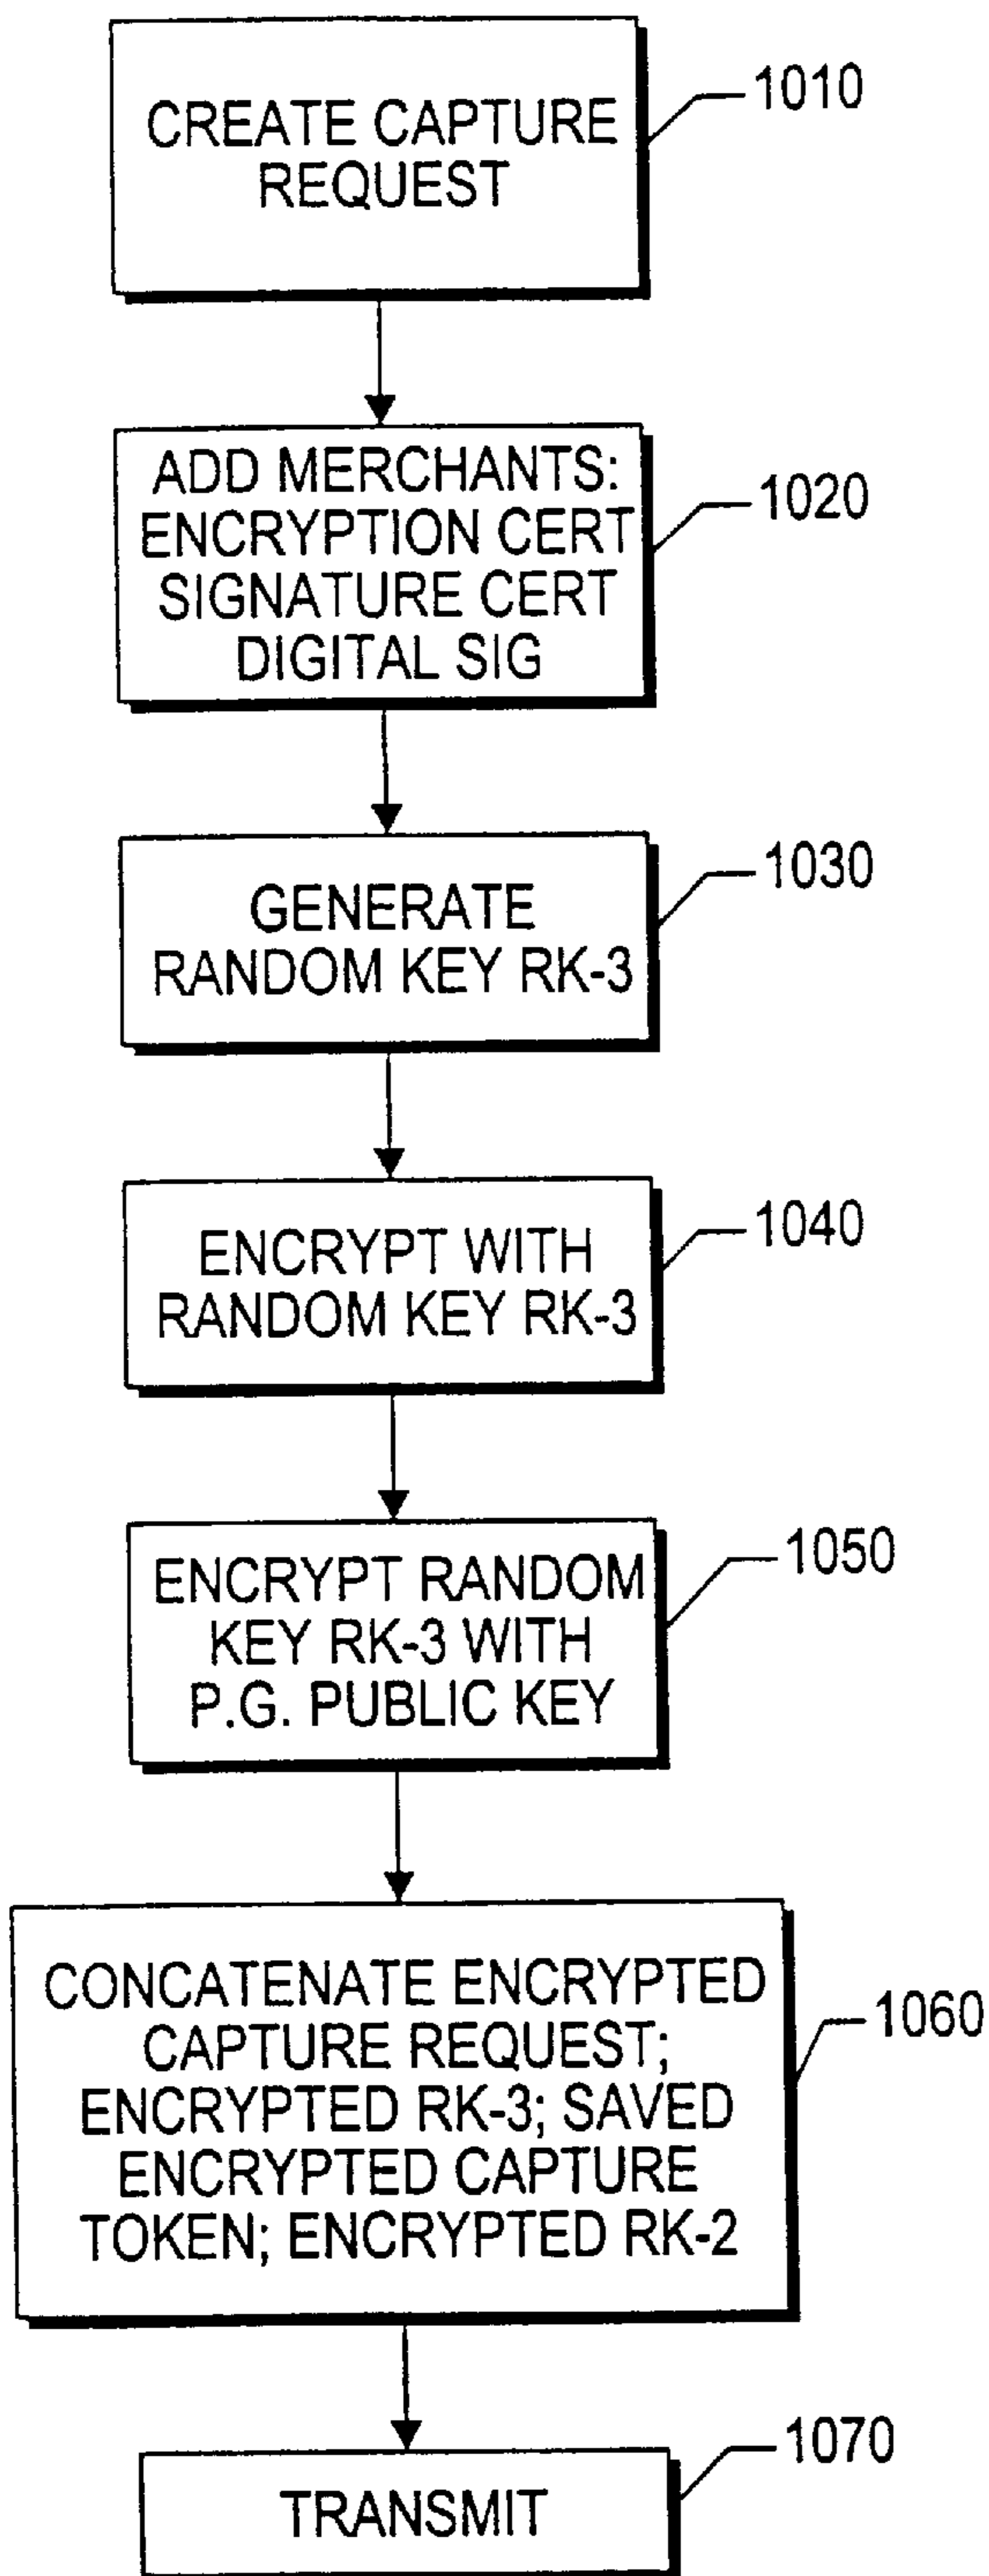 CREATE CAPTURE
REQUEST
1010
ADD MERCHANTS:
ENCRYPTION CERT
SIGNATURE CERT
DIGITAL SIG
1020
GENERATE
RANDOM KEY RK-3
1030
ENCRYPT WITH
RANDOM KEY RK-3
1040
ENCRYPT RANDOM
KEY RK-3 WITH
P.G. PUBLIC KEY
1050
CONCATENATE ENCRYPTED
CAPTURE REQUEST;
ENCRYPTED RK-3; SAVED
ENCRYPTED CAPTURE
TOKEN; ENCRYPTED RK-2
1060
TRANSMIT
1070